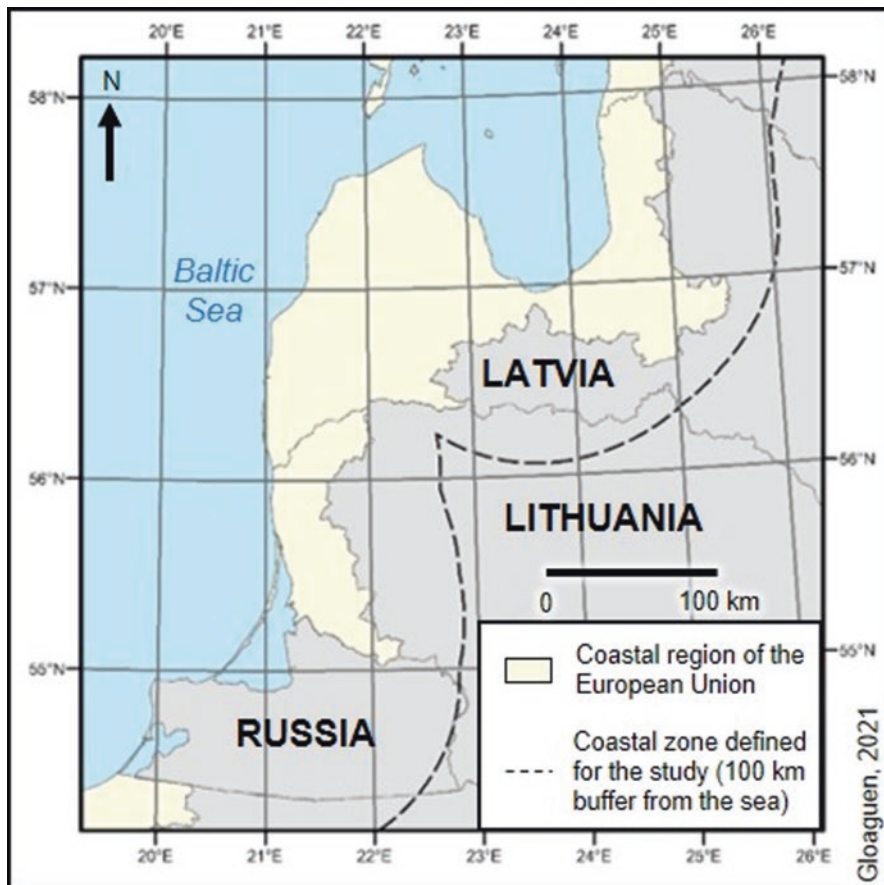 20°E 21°E 22°E 23°E 24°E 25°E 26°E
N
58°N 58°N
Baltic
Sea
57°N 57°N
LATVIA
56°N 56°N
LITHUANIA
0 100 km
55°N 55°N
RUSSIA
Coastal region of the
European Union
Coastal zone defined
for the study (100 km
buffer from the sea)
20°E 21°E 22°E 23°E 24°E 25°E 26°E
Gloaguen, 2021